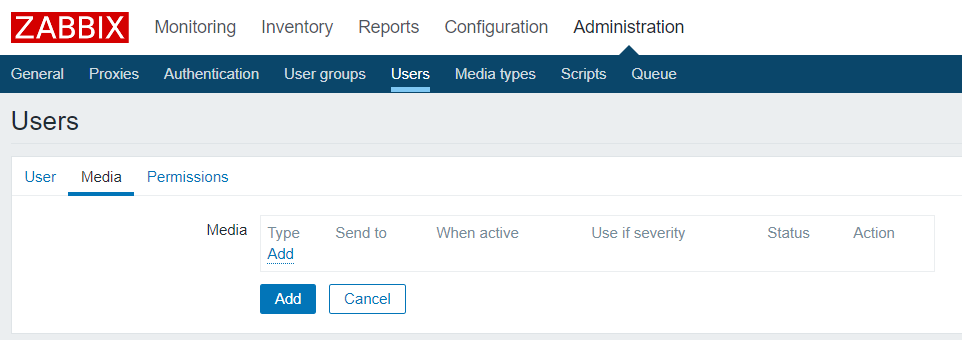 ZABBIX Monitoring Inventory Reports Configuration Administration
General Proxies Authentication User groups Users Media types Scripts Queue
Users
User Media Permissions
Media Type Send to When active Use if severity Status Action
Add
Add Cancel